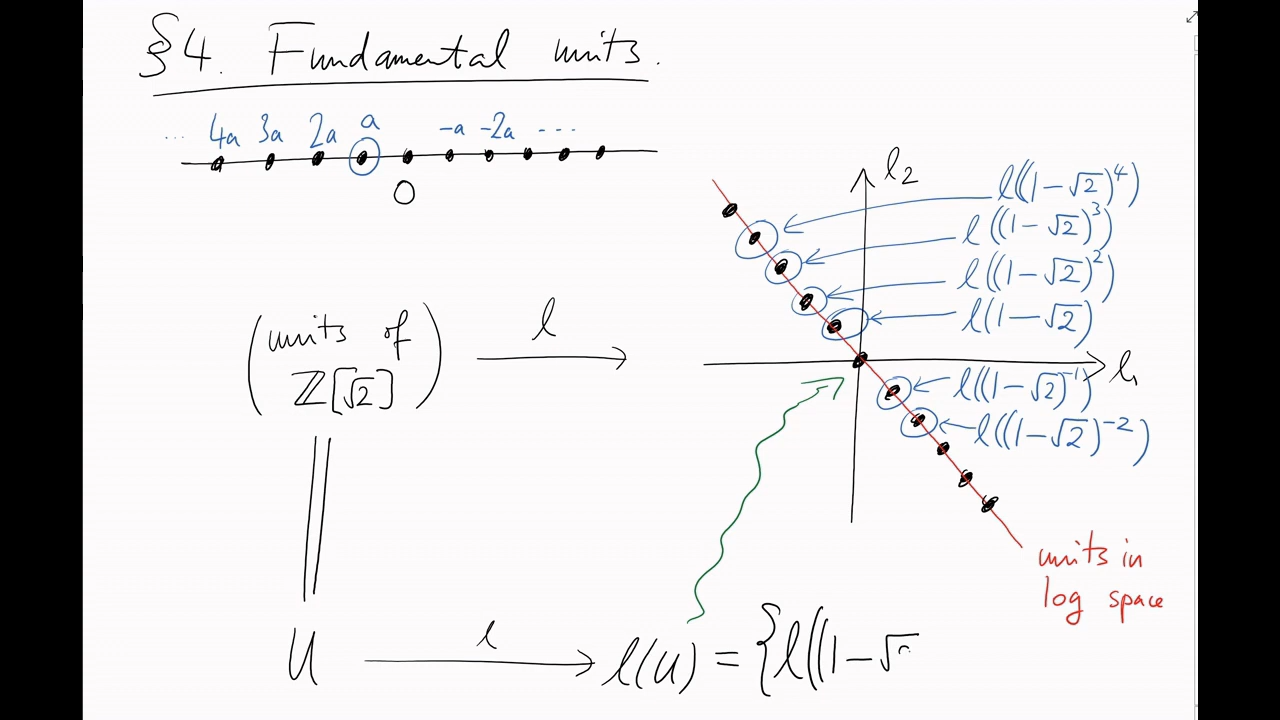 §4. Fundamental units.
... 4a 3a 2a a -a -2a ...
0
l₂
l((1-√2)⁴)
l((1-√2)³)
l((1-√2)²)
l(1-√2)
(units of ℤ[√2])
l
l₁
l((1-√2)⁻¹)
l((1-√2)⁻²)
units in
log space
U
l
l(U) = {l((1-√